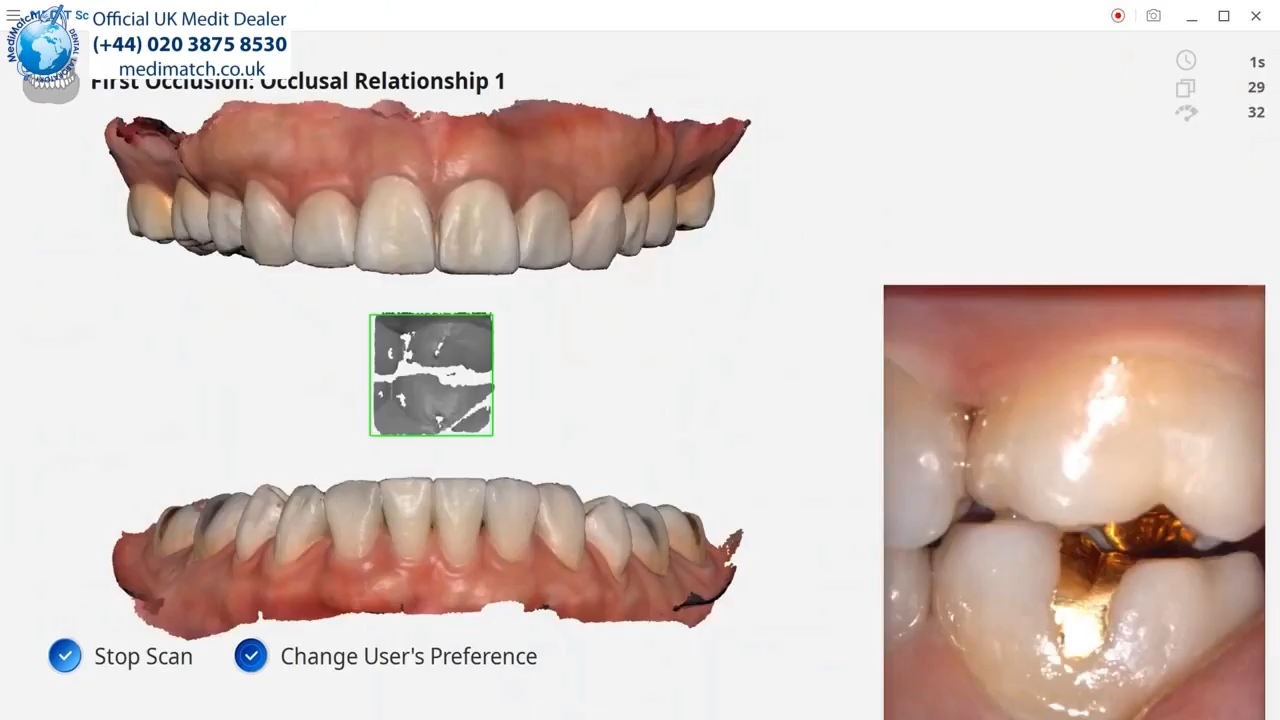 Official UK Medit Dealer
(+44) 020 3875 8530
medimatch.co.uk
First Occlusion: Occlusal Relationship 1
1s
29
32
Stop Scan
Change User's Preference